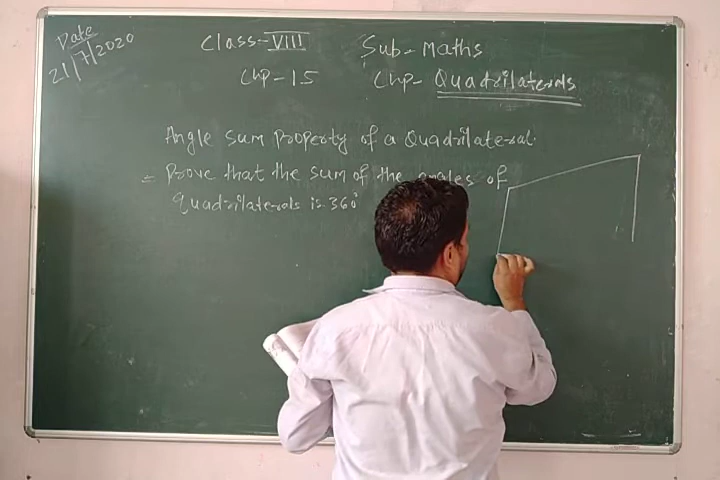 Date
21/7/2020
Class-VIII Sub- Maths
Chp-15 Chp- Quadrilaterals
Angle sum property of a Quadrilateral.
= Prove that the sum of the angles of
quadrilaterals is 360°